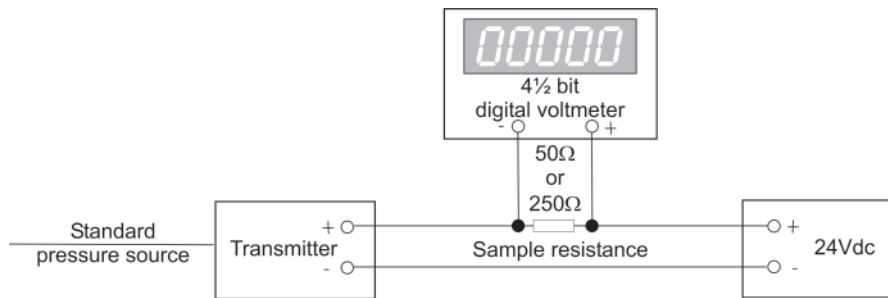 00000
4½ bit
digital voltmeter
- +
50Ω
or
250Ω
Standard
pressure source
Transmitter
+
-
Sample resistance
+
-
24Vdc